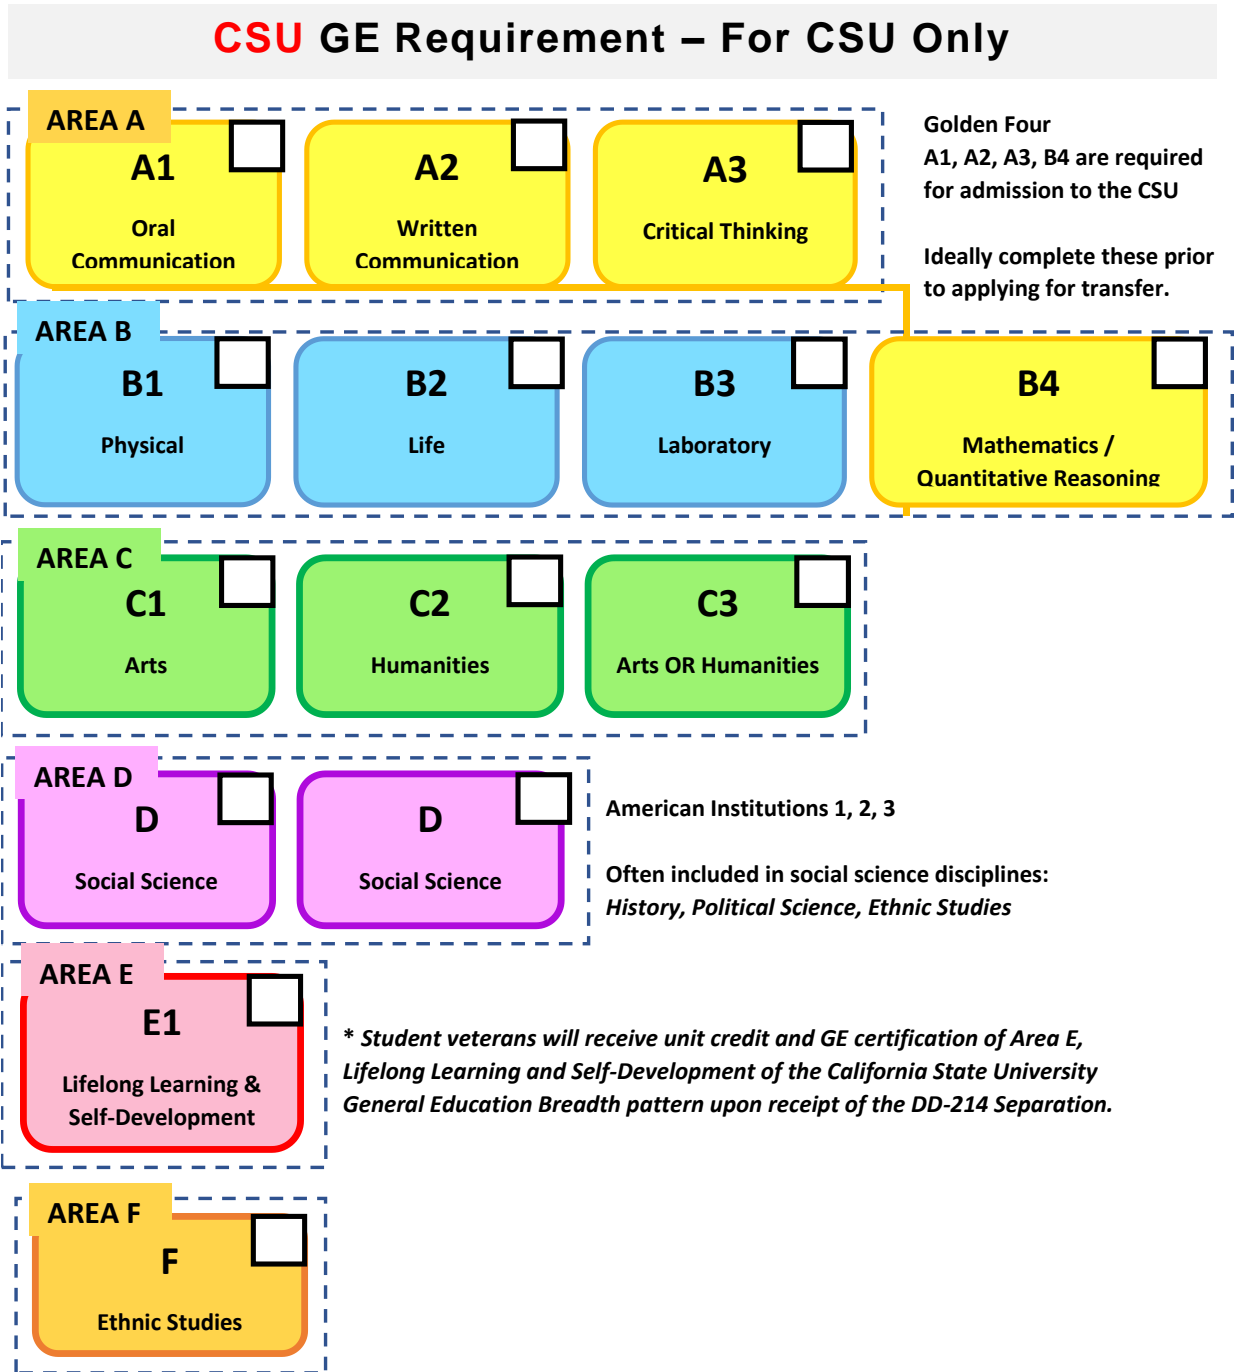 CSU GE Requirement – For CSU Only
AREA A
A1
Oral
Communication
A2
Written
Communication
A3
Critical Thinking
Golden Four
A1, A2, A3, B4 are required
for admission to the CSU
Ideally complete these prior
to applying for transfer.
AREA B
B1
Physical
B2
Life
B3
Laboratory
B4
Mathematics /
Quantitative Reasoning
AREA C
C1
Arts
C2
Humanities
C3
Arts OR Humanities
AREA D
D
Social Science
D
Social Science
American Institutions 1, 2, 3
Often included in social science disciplines:
History, Political Science, Ethnic Studies
AREA E
E1
Lifelong Learning &
Self-Development
* Student veterans will receive unit credit and GE certification of Area E,
Lifelong Learning and Self-Development of the California State University
General Education Breadth pattern upon receipt of the DD-214 Separation.
AREA F
F
Ethnic Studies